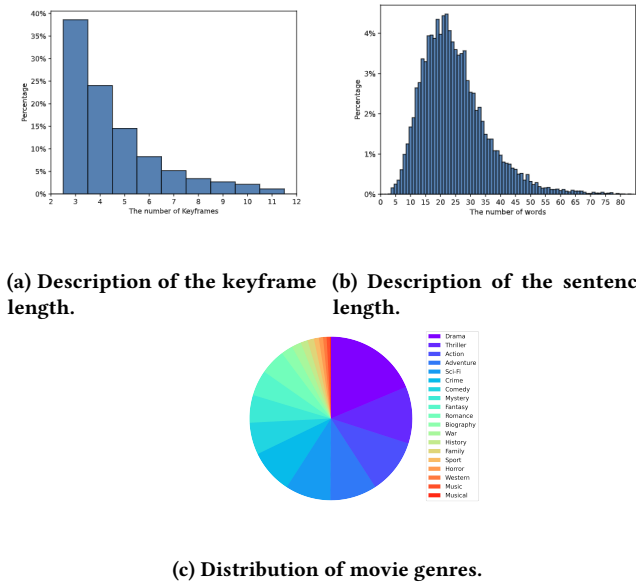 40%
35%
30%
25%
20%
15%
10%
5%
0%
Percentage
2 3 4 5 6 7 8 9 10 11 12
The number of Keyframes
4%
3%
2%
1%
0%
Percentage
0 5 10 15 20 25 30 35 40 45 50 55 60 65 70 75 80
The number of words
(a) Description of the keyframe
length.
(b) Description of the sentenc
length.
Drama
Thriller
Action
Adventure
Sci-Fi
Crime
Comedy
Mystery
Fantasy
Romance
Biography
War
History
Family
Sport
Horror
Western
Music
Musical
(c) Distribution of movie genres.